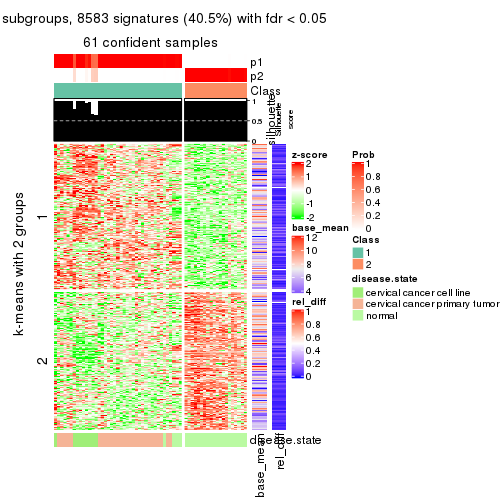 subgroups, 8583 signatures (40.5%) with fdr < 0.05
61 confident samples
p1
p2
Class
1
0.5
0
silhouette
Silhouette
score
k-means with 2 groups
1
2
disease.state
base_mean
rel_diff
z-score
2
1
0
-1
-2
base_mean
12
10
8
6
4
rel_diff
1
0.8
0.6
0.4
0.2
0
Prob
1
0.8
0.6
0.4
0.2
0
Class
1
2
disease.state
cervical cancer cell line
cervical cancer primary tumor
normal